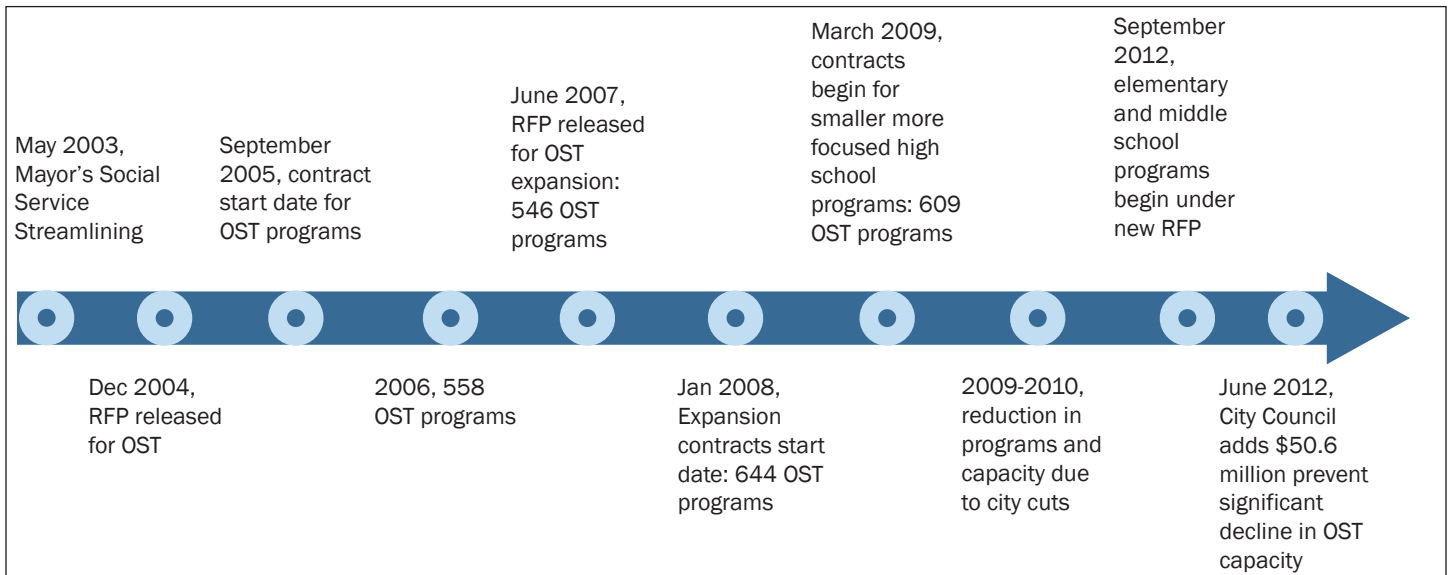 May 2003,
Mayor’s Social
Service
Streamlining
Dec 2004,
RFP released
for OST
September
2005, contract
start date for
OST programs
2006, 558
OST programs
June 2007,
RFP released
for OST
expansion:
546 OST
programs
Jan 2008,
Expansion
contracts start
date: 644 OST
programs
March 2009,
contracts
begin for
smaller more
focused high
school
programs: 609
OST programs
2009-2010,
reduction in
programs and
capacity due
to city cuts
September
2012,
elementary
and middle
school
programs
begin under
new RFP
June 2012,
City Council
adds $50.6
million prevent
significant
decline in OST
capacity